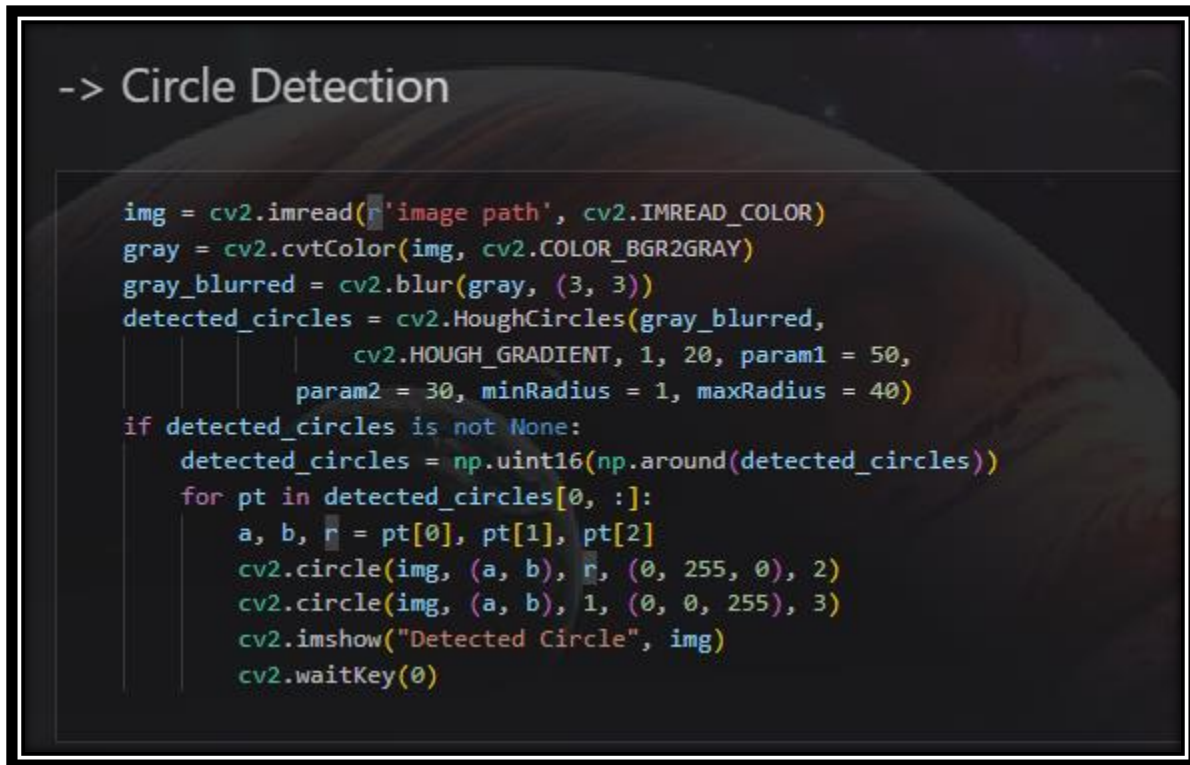 -> Circle Detection
img = cv2.imread(r'image path', cv2.IMREAD_COLOR)
gray = cv2.cvtColor(img, cv2.COLOR_BGR2GRAY)
gray_blurred = cv2.blur(gray, (3, 3))
detected_circles = cv2.HoughCircles(gray_blurred,
                cv2.HOUGH_GRADIENT, 1, 20, param1 = 50,
            param2 = 30, minRadius = 1, maxRadius = 40)
if detected_circles is not None:
    detected_circles = np.uint16(np.around(detected_circles))
    for pt in detected_circles[0, :]:
        a, b, r = pt[0], pt[1], pt[2]
        cv2.circle(img, (a, b), r, (0, 255, 0), 2)
        cv2.circle(img, (a, b), 1, (0, 0, 255), 3)
        cv2.imshow("Detected Circle", img)
        cv2.waitKey(0)